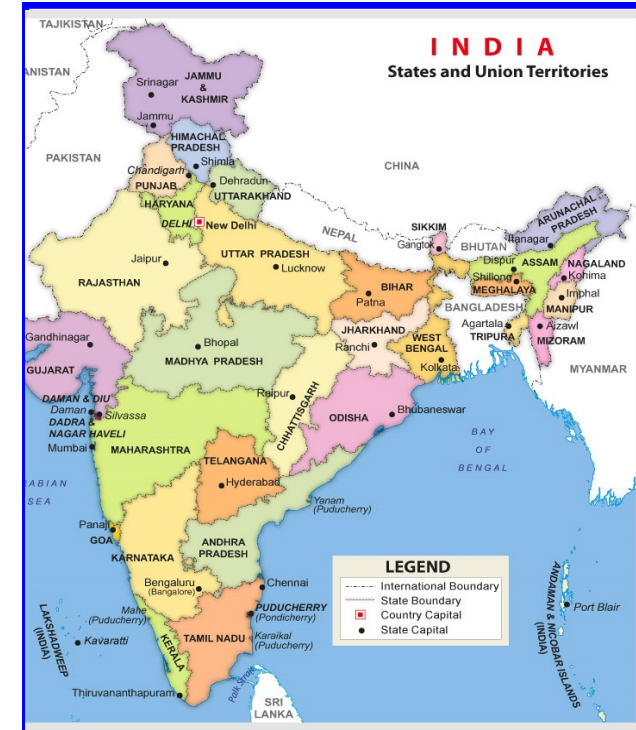 TAJIKISTAN
INDIA
States and Union Territories
ANISTAN
Srinagar
JAMMU
&
KASHMIR
Jammu
HIMACHAL
PRADESH
Shimla
PAKISTAN
CHINA
Chandigarh
PUNJAB
Dehradun
UTTARAKHAND
HARYANA
DELHI
New Delhi
ARUNACHAL
PRADESH
SIKKIM
NEPAL
Gangtok
BHUTAN
Itanagar
Jaipur
UTTAR PRADESH
Lucknow
Dispur
ASSAM
NAGALAND
Kohima
RAJASTHAN
BIHAR
Patna
Shillong
MEGHALAYA
Imphal
MANIPUR
BANGLADESH
Gandhinagar
Bhopal
MADHYA PRADESH
JHARKHAND
Ranchi
WEST
BENGAL
Kolkata
Agartala
TRIPURA
Aizawl
MIZORAM
GUJARAT
MYANMAR
DAMAN & DIU
Daman
Silvassa
DADRA &
NAGAR HAVELI
Raipur
CHHATTISGARH
ODISHA
Bhubaneswar
Mumbai
MAHARASHTRA
BAY
OF
BENGAL
TELANGANA
Hyderabad
ABIAN
SEA
Yanam
(Puducherry)
Panaji
GOA
KARNATAKA
ANDHRA
PRADESH
Bengaluru
(Bangalore)
Chennai
LEGEND
International Boundary
State Boundary
Country Capital
State Capital
ANDAMAN & NICOBAR ISLANDS
(INDIA)
Port Blair
Mahe
(Puducherry)
PUDUCHERRY
(Pondicherry)
LAKSHADWEEP
(INDIA)
Kavaratti
KERALA
TAMIL NADU
Karaikal
(Puducherry)
Thiruvananthapuram
Palk Strait
SRI
LANKA